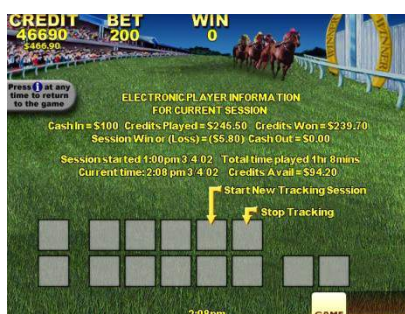 CREDIT BET WIN
46690 200 0
$466.90
WINNER
Press i at any
time to return
to the game
ELECTRONIC PLAYER INFORMATION
FOR CURRENT SESSION
Cash In = $100 Credits Played = $245.50 Credits Won = $239.70
Session Win or (Loss) = ($5.80) Cash Out = $0.00
Session started 1:00pm 3 4 02 Total time played 1hr 8mins
Current time: 2:08 pm 3 4 02 Credits Avail = $94.20
Start New Tracking Session
Stop Tracking
2:08pm
GAME